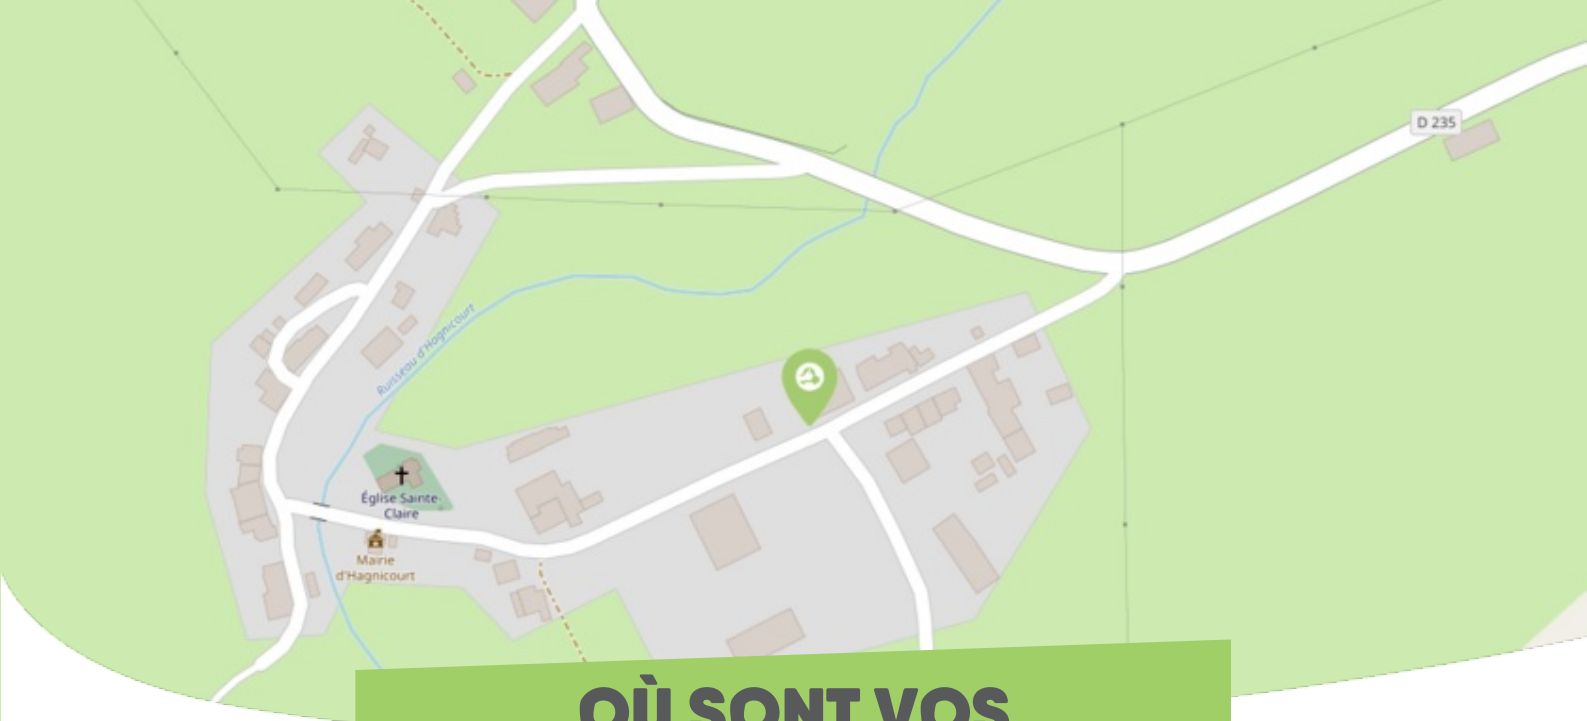 D 235
Ruisseau d'Hagnicourt
Église Sainte-
Claire
Mairie
d'Hagnicourt
OÙ SONT VOS